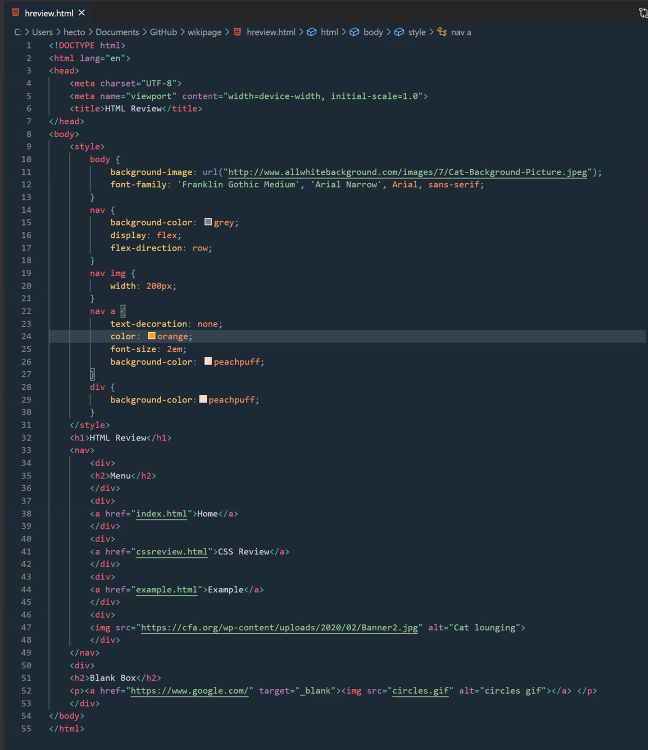 hreview.html ×
C: > Users > hecto > Documents > GitHub > wikipage > hreview.html > html > body > style > nav a
1 <!DOCTYPE html>
2 <html lang="en">
3 <head>
4 <meta charset="UTF-8">
5 <meta name="viewport" content="width=device-width, initial-scale=1.0">
6 <title>HTML Review</title>
7 </head>
8 <body>
9 <style>
10 body {
11 background-image: url("http://www.allwhitebackground.com/images/7/Cat-Background-Picture.jpeg");
12 font-family: 'Franklin Gothic Medium', 'Arial Narrow', Arial, sans-serif;
13 }
14 nav {
15 background-color: grey;
16 display: flex;
17 flex-direction: row;
18 }
19 nav img {
20 width: 200px;
21 }
22 nav a {
23 text-decoration: none;
24 color: orange;
25 font-size: 2em;
26 background-color: peachpuff;
27 }
28 div {
29 background-color: peachpuff;
30 }
31 </style>
32 <h1>HTML Review</h1>
33 <nav>
34 <div>
35 <h2>Menu</h2>
36 </div>
37 <div>
38 <a href="index.html">Home</a>
39 </div>
40 <div>
41 <a href="cssreview.html">CSS Review</a>
42 </div>
43 <div>
44 <a href="example.html">Example</a>
45 </div>
46 <div>
47 <img src="https://cfa.org/wp-content/uploads/2020/02/Banner2.jpg" alt="Cat lounging">
48 </div>
49 </nav>
50 <div>
51 <h2>Blank Box</h2>
52 <p><a href="https://www.google.com/" target="_blank"><img src="circles.gif" alt="circles gif"></a> </p>
53 </div>
54 </body>
55 </html>